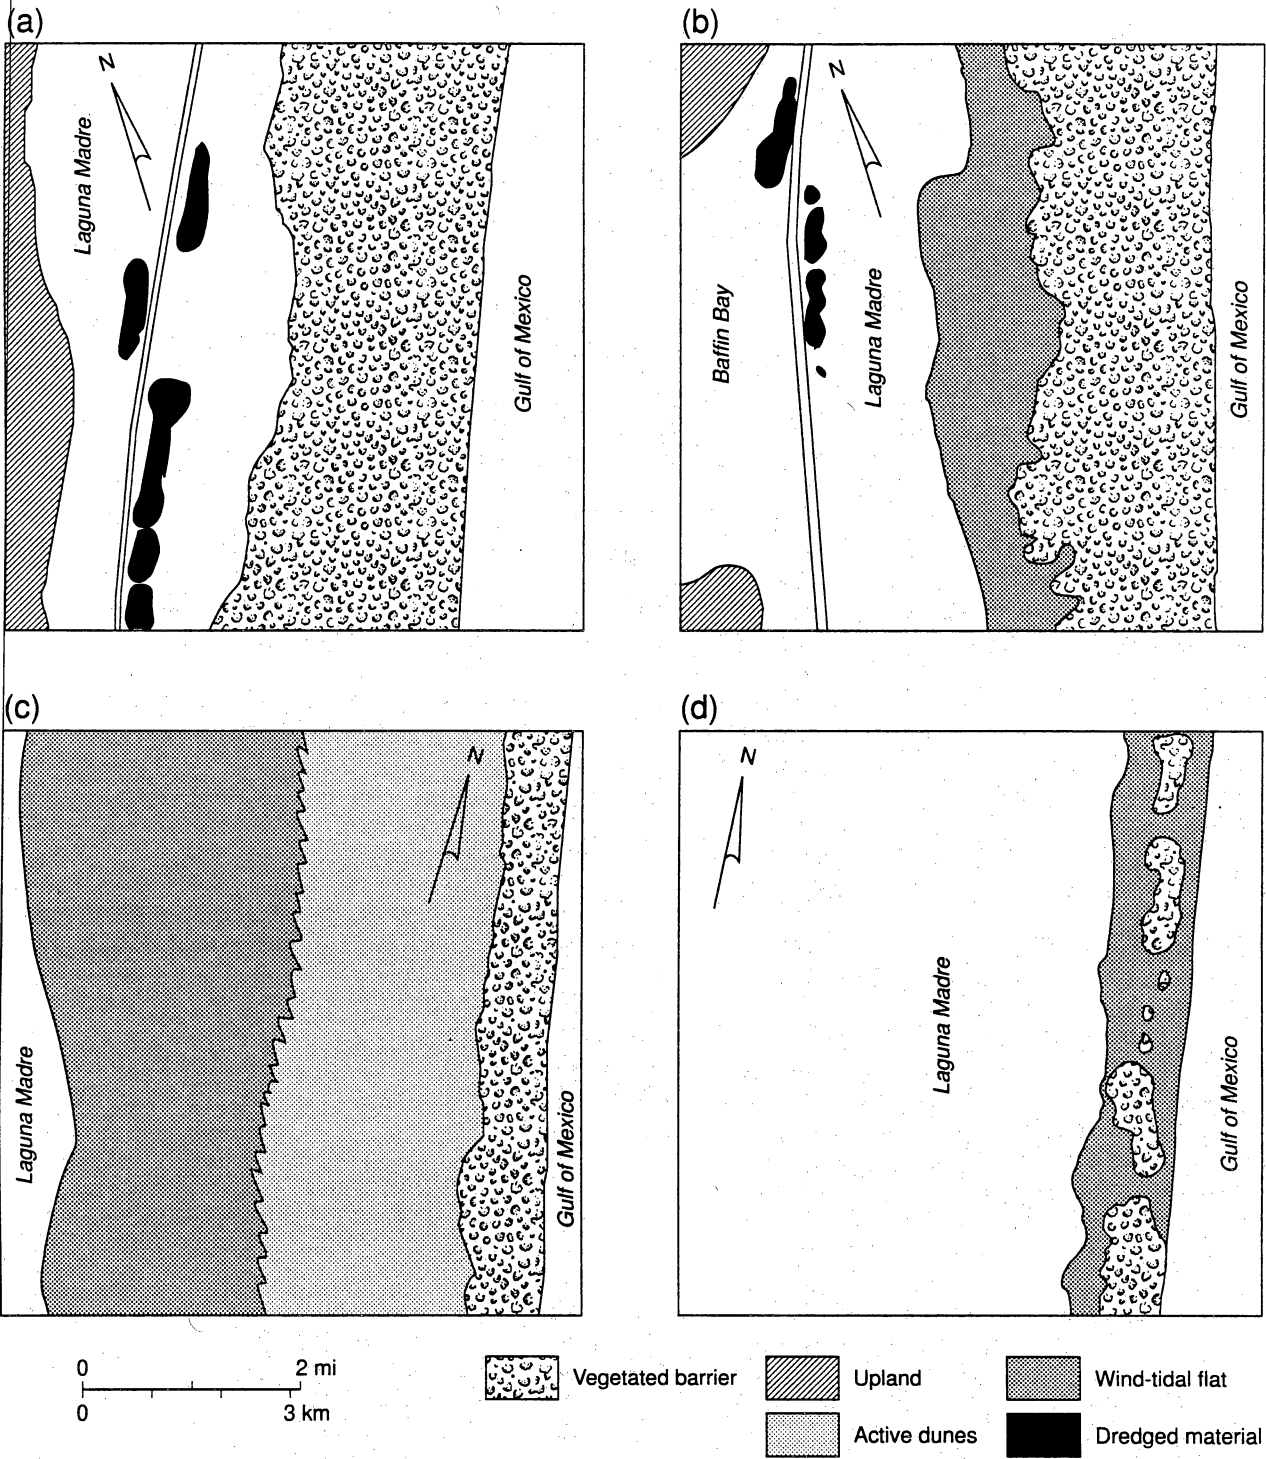 (a)
N
Laguna Madre
Gulf of Mexico
(b)
N
Baffin Bay
Laguna Madre
Gulf of Mexico
(c)
N
Laguna Madre
Gulf of Mexico
(d)
N
Laguna Madre
Gulf of Mexico
0 2 mi
0 3 km
Vegetated barrier
Upland
Wind-tidal flat
Active dunes
Dredged material